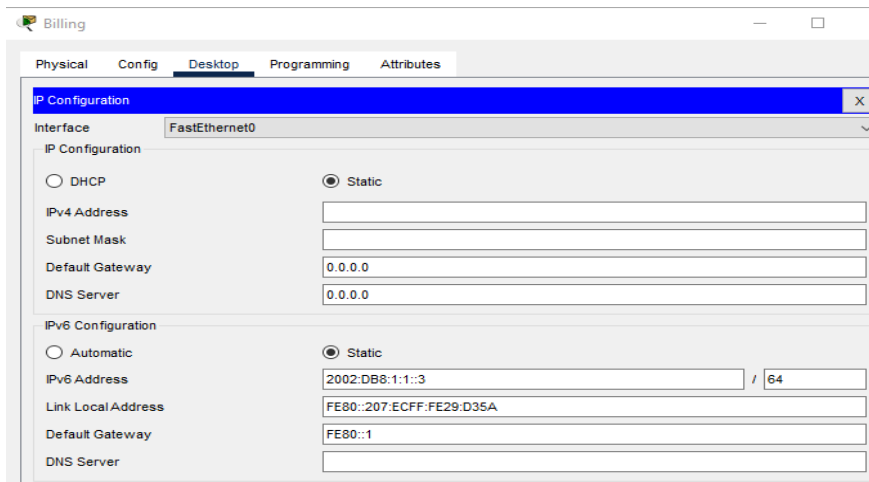 Billing
Physical Config Desktop Programming Attributes
IP Configuration X
Interface FastEthernet0
IP Configuration
DHCP Static
IPv4 Address
Subnet Mask
Default Gateway 0.0.0.0
DNS Server 0.0.0.0
IPv6 Configuration
Automatic Static
IPv6 Address 2002:DB8:1:1::3 / 64
Link Local Address FE80::207:ECFF:FE29:D35A
Default Gateway FE80::1
DNS Server